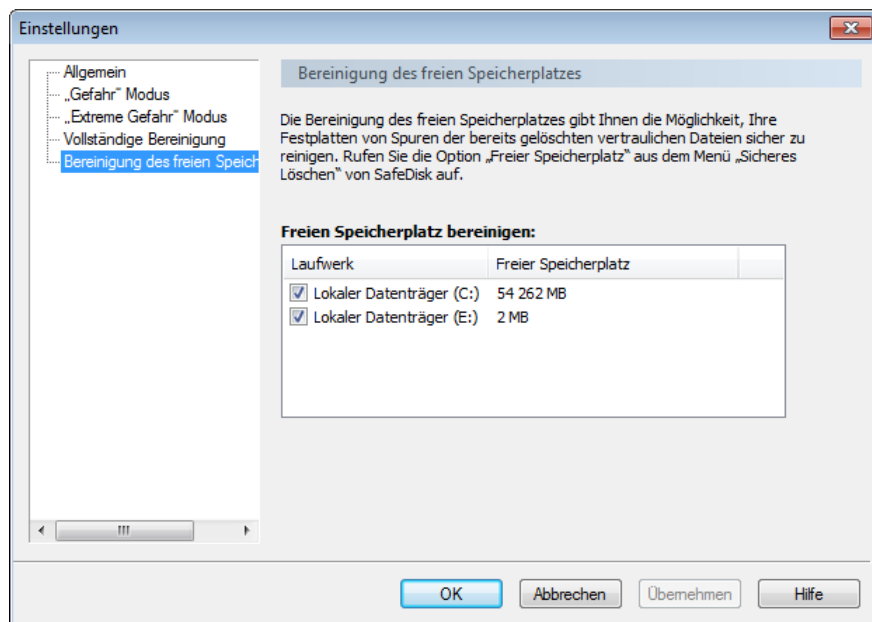 Einstellungen
Allgemein
„Gefahr“ Modus
„Extreme Gefahr“ Modus
Vollständige Bereinigung
Bereinigung des freien Speich
Bereinigung des freien Speicherplatzes
Die Bereinigung des freien Speicherplatzes gibt Ihnen die Möglichkeit, Ihre
Festplatten von Spuren der bereits gelöschten vertraulichen Dateien sicher zu
reinigen. Rufen Sie die Option „Freier Speicherplatz“ aus dem Menü „Sicheres
Löschen“ von SafeDisk auf.
Freien Speicherplatz bereinigen:
Laufwerk Freier Speicherplatz
Lokaler Datenträger (C:) 54 262 MB
Lokaler Datenträger (E:) 2 MB
OK Abbrechen Übernehmen Hilfe